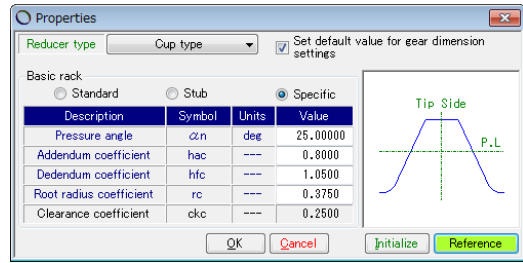 Properties
Reducer type Cup type Set default value for gear dimension
settings
Basic rack
Standard Stub Specific
Description Symbol Units Value
Pressure angle αn deg 25.00000
Addendum coefficient hac --- 0.8000
Dedendum coefficient hfc --- 1.0500
Root radius coefficient rc --- 0.3750
Clearance coefficient ckc --- 0.2500
Tip Side
P.L
OK Cancel Initialize Reference